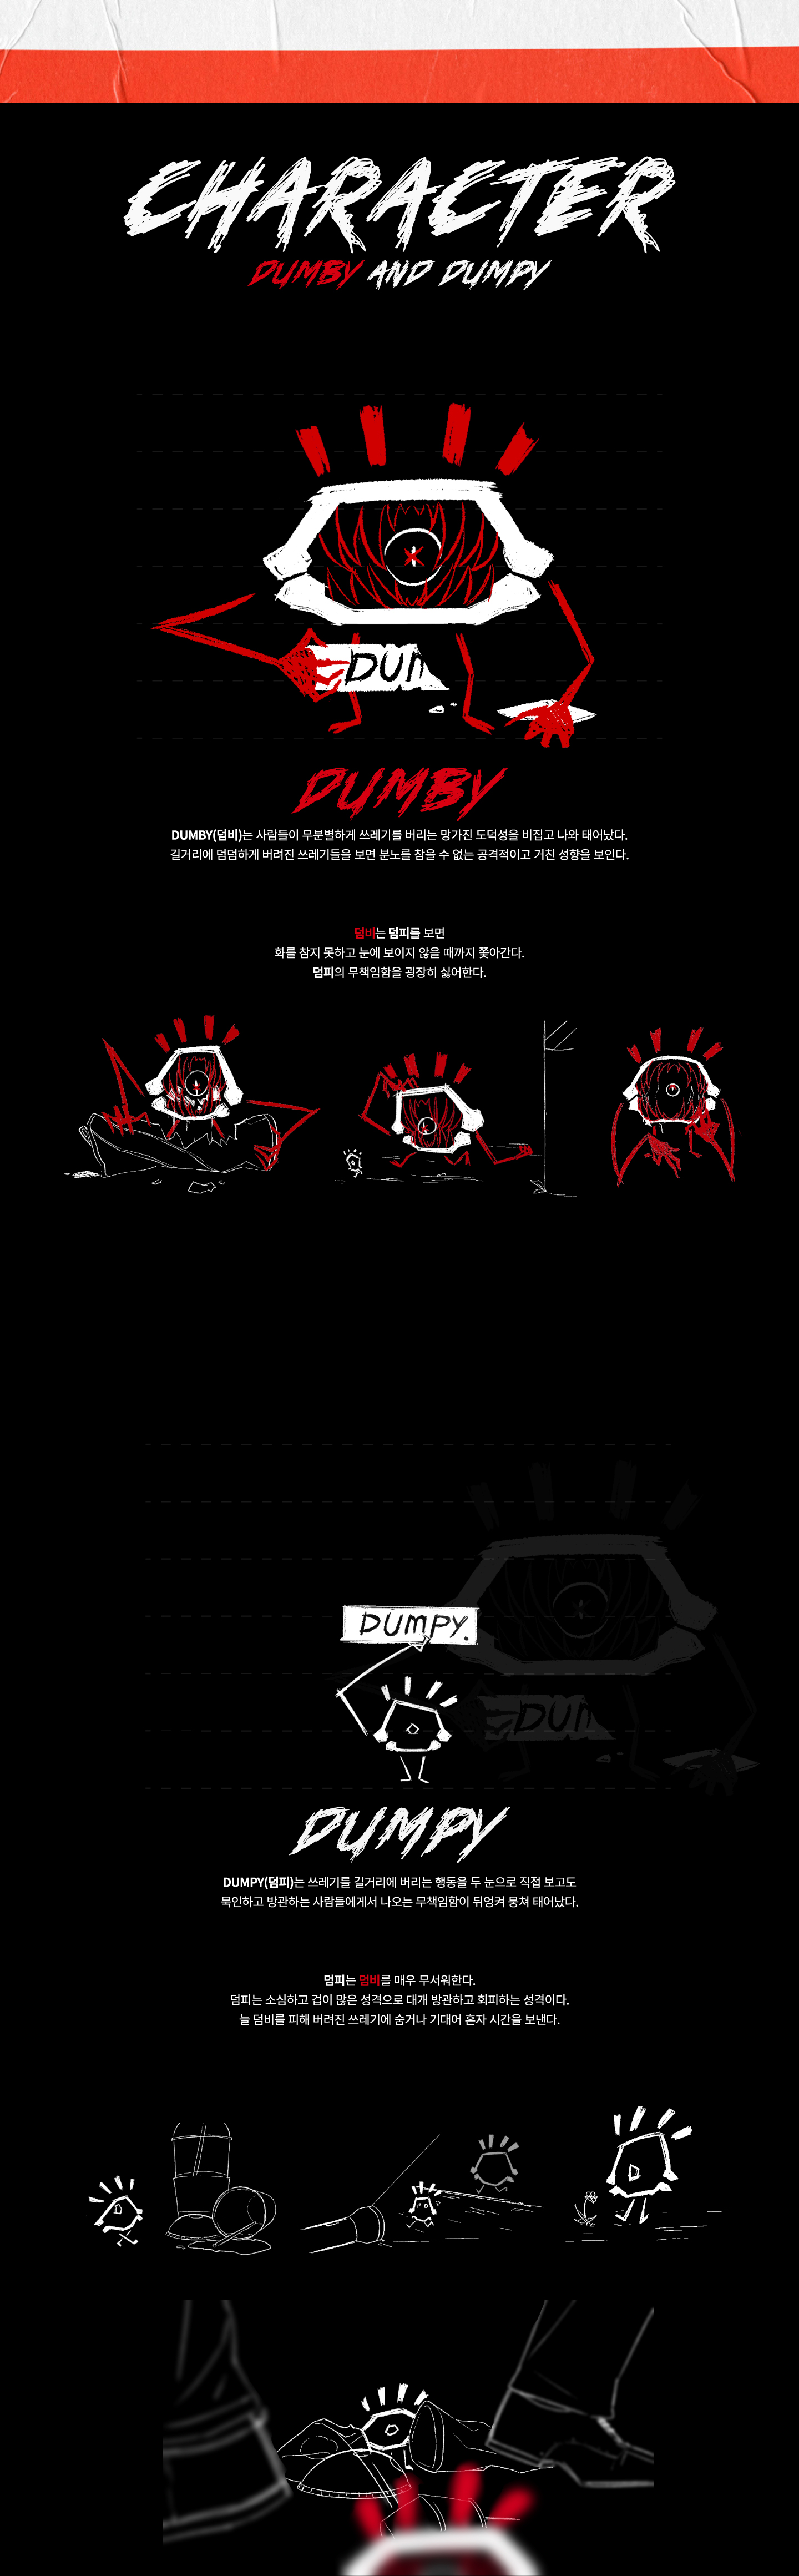 CHARACTER
DUMBY AND DUMPY
DUM
DUMBY
DUMBY(덤비)는 사람들이 무분별하게 쓰레기를 버리는 망가진 도덕성을 비집고 나와 태어났다.
길거리에 덤덤하게 버려진 쓰레기들을 보면 분노를 참을 수 없는 공격적이고 거친 성향을 보인다.
덤비는 덤피를 보면
화를 참지 못하고 눈에 보이지 않을 때까지 쫓아간다.
덤피의 무책임함을 굉장히 싫어한다.
DUMPY.
DUM
DUMPY
DUMPY(덤피)는 쓰레기를 길거리에 버리는 행동을 두 눈으로 직접 보고도
묵인하고 방관하는 사람들에게서 나오는 무책임함이 뒤엉켜 뭉쳐 태어났다.
덤피는 덤비를 매우 무서워한다.
덤피는 소심하고 겁이 많은 성격으로 대개 방관하고 회피하는 성격이다.
늘 덤비를 피해 버려진 쓰레기에 숨거나 기대어 혼자 시간을 보낸다.